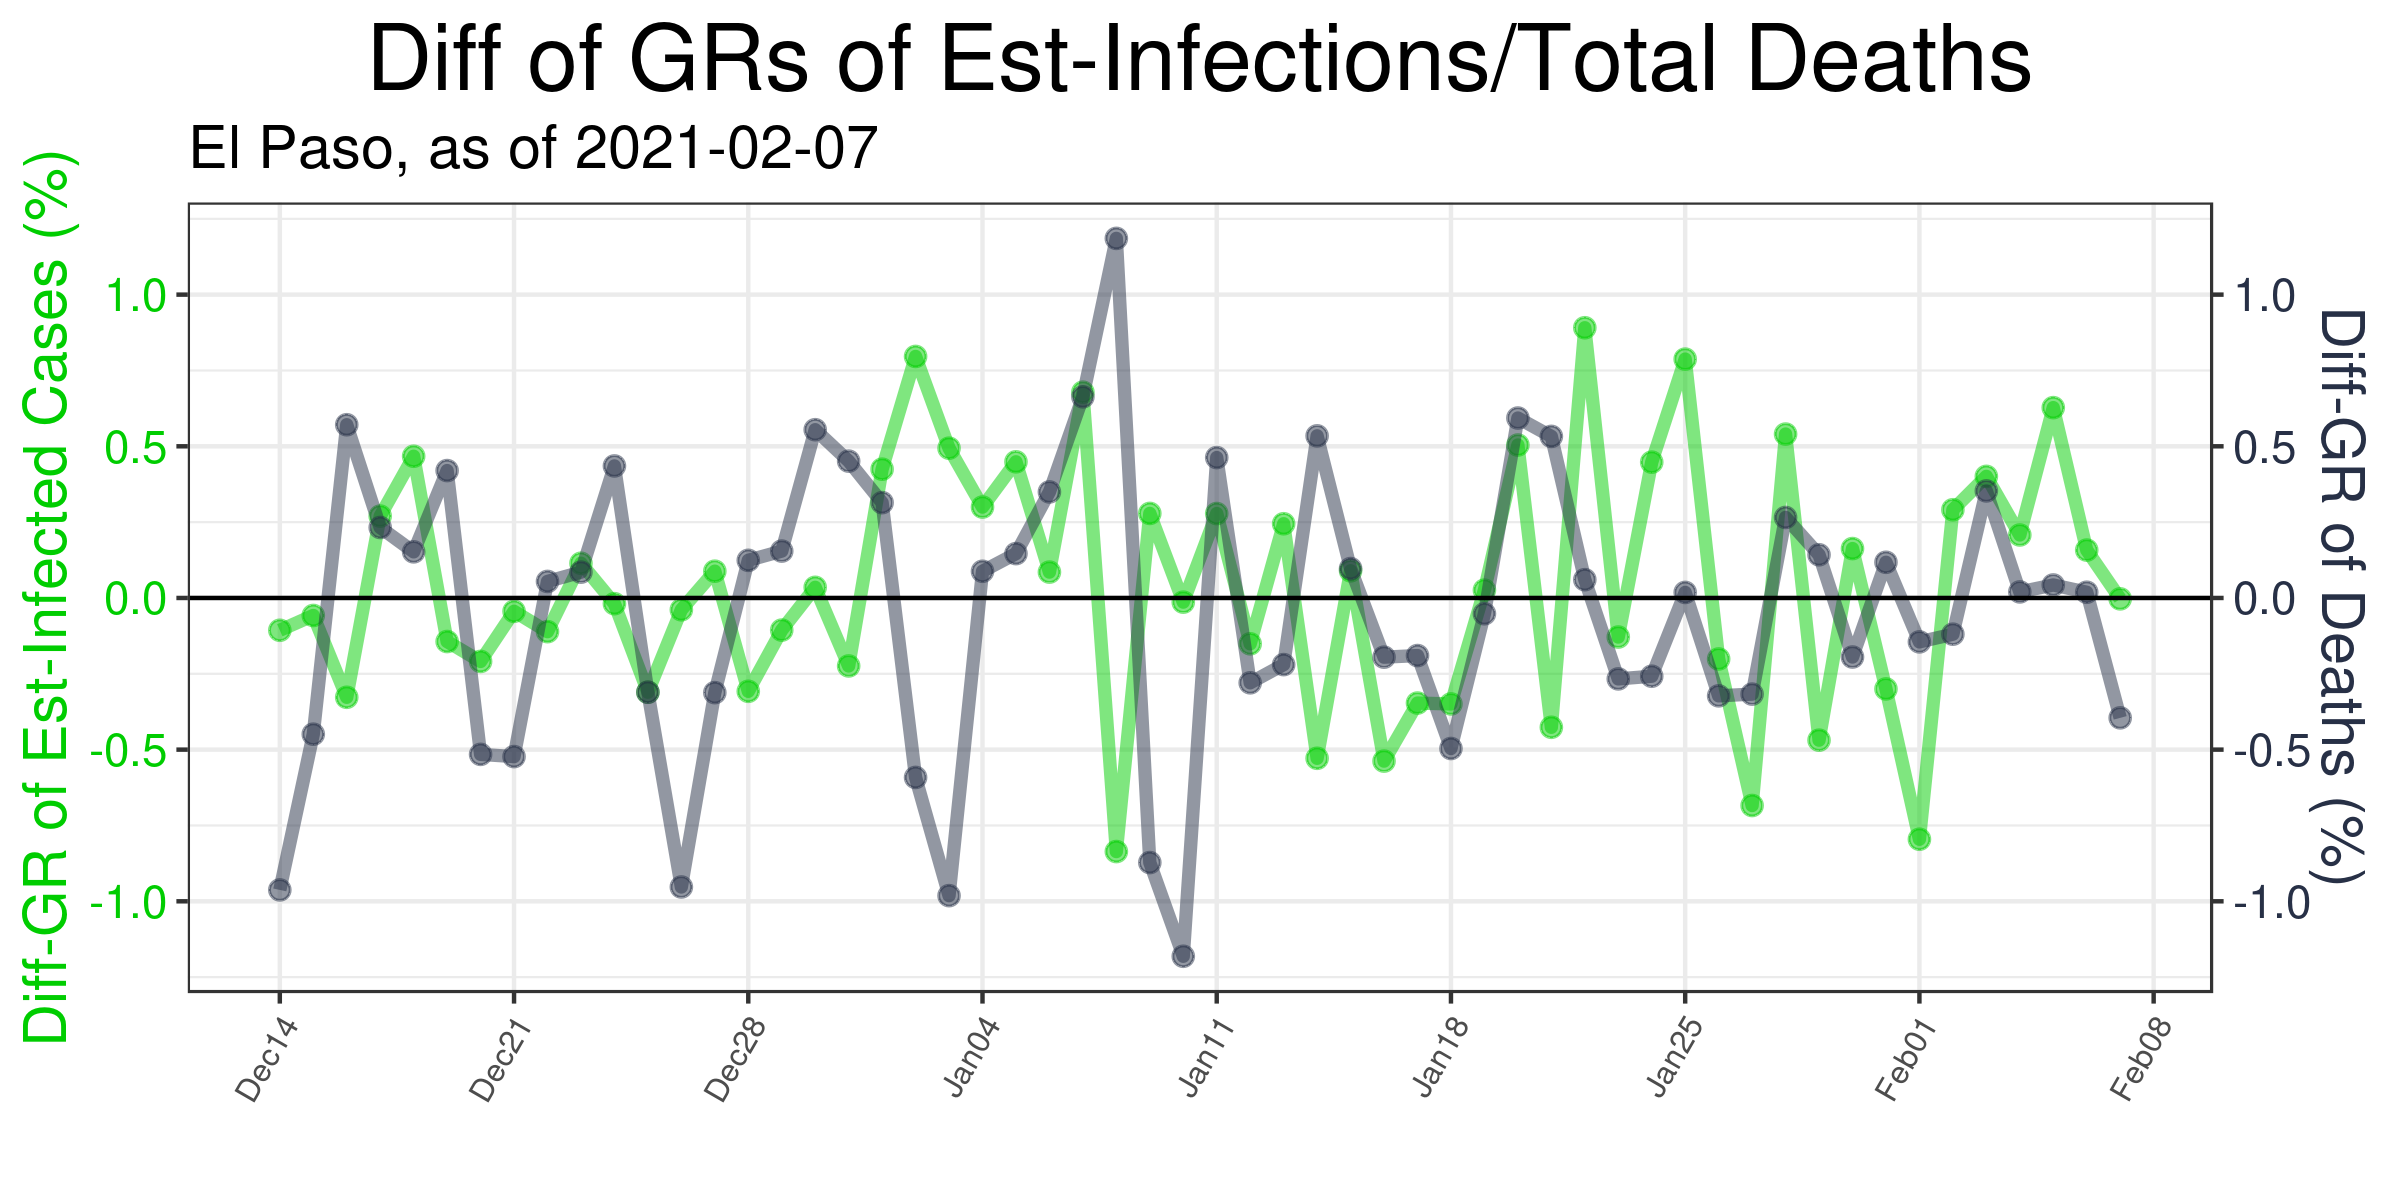 Diff of GRs of Est-Infections/Total Deaths
El Paso, as of 2021-02-07
Diff-GR of Est-Infected Cases (%)
1.0
0.5
0.0
-0.5
-1.0
1.0
0.5
0.0
-0.5
-1.0
Diff-GR of Deaths (%)
Dec14 Dec21 Dec28 Jan04 Jan11 Jan18 Jan25 Feb01 Feb08